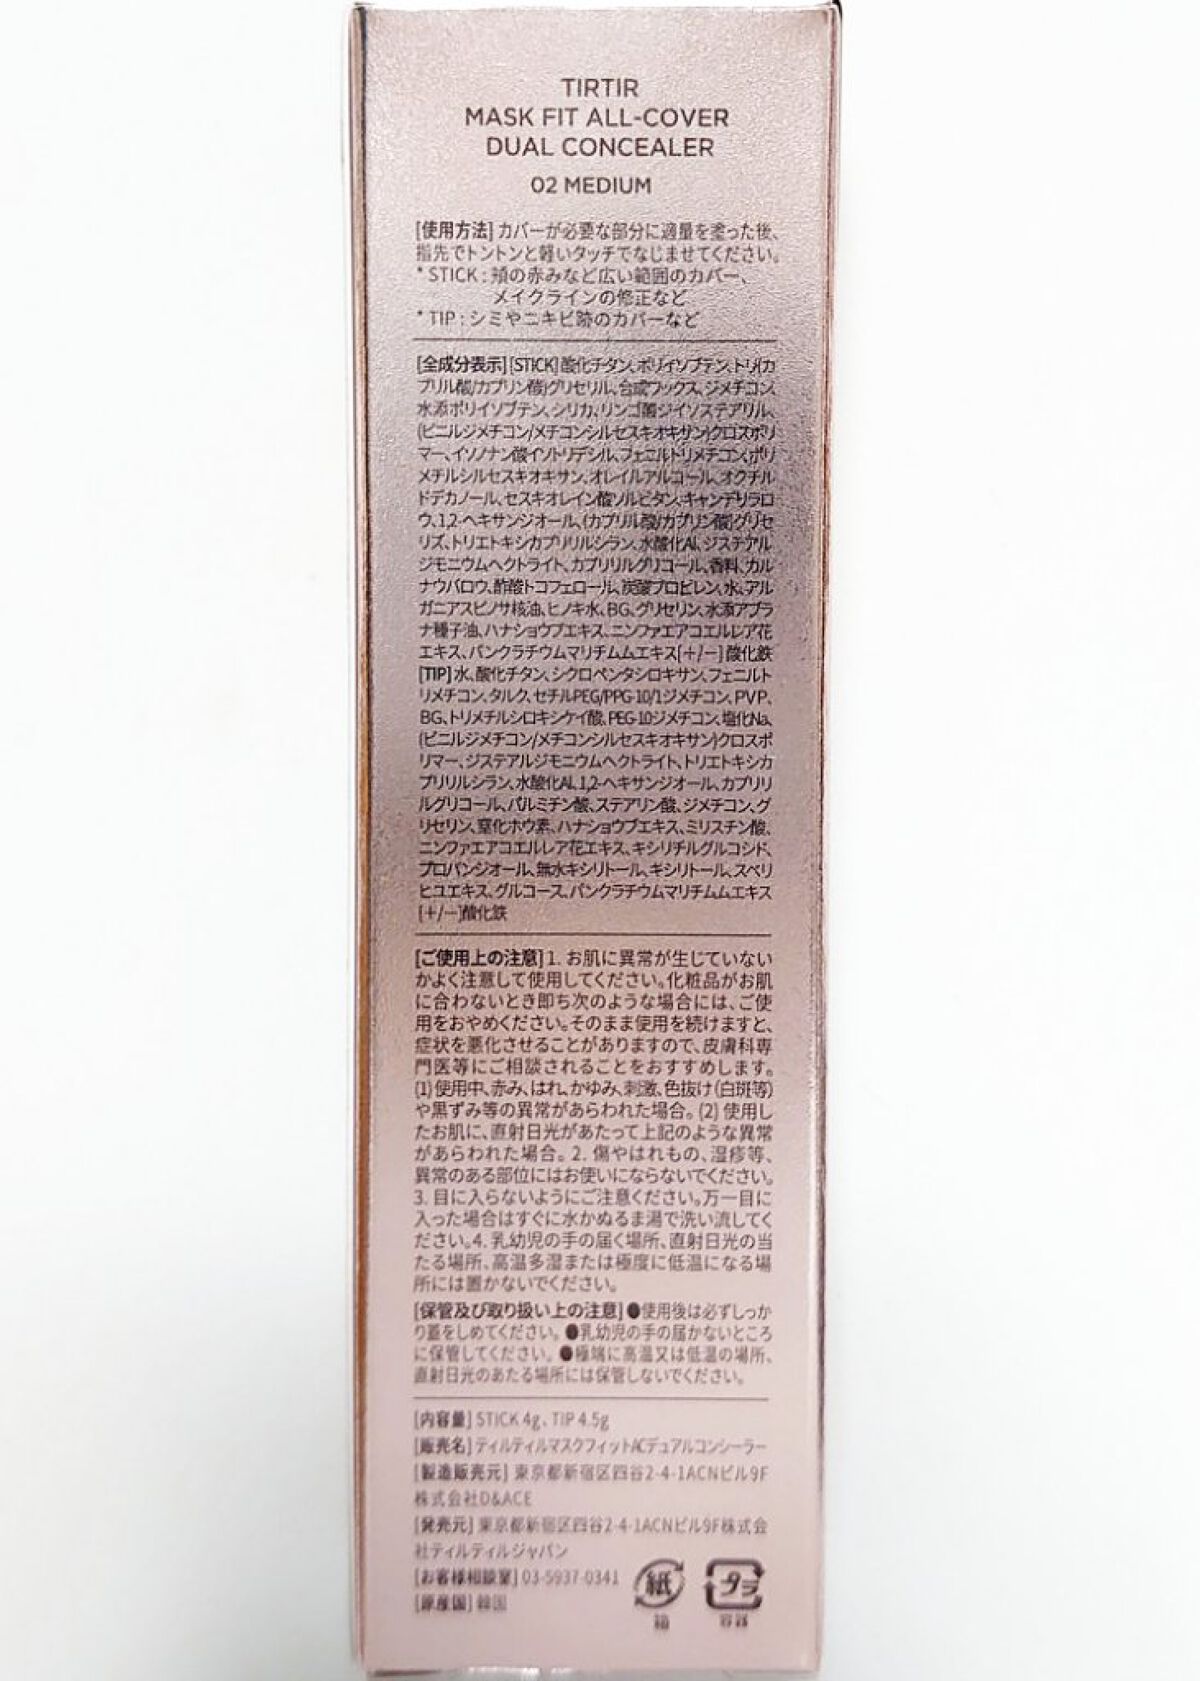 TIRTIR
MASK FIT ALL-COVER
DUAL CONCEALER
02 MEDIUM
[使用方法] カバーが必要な部分に適量を塗った後、
指先でトントンと軽いタッチでなじませてください。
* STICK : 頬の赤みなど広い範囲のカバー、
メイクラインの修正など
* TIP : シミやニキビ跡のカバーなど
[全成分表示] [STICK] 酸化チタン、ポリイソブテン、トリ(カ
プリル酸/カプリン酸)グリセリル、合成ワックス、ジメチコン、
水添ポリイソブテン、シリカ、リンゴ酸ジイソステアリル、
(ビニルジメチコン/メチコンシルセスキオキサン)クロスポリ
マー、イソノナン酸イソトリデシル、フェニルトリメチコン、ポリ
メチルシルセスキオキサン、オレイルアルコール、オクチル
ドデカノール、セスキオレイン酸ソルビタン、キャンデリラロ
ウ、1,2-ヘキサンジオール、(カプリル酸/カプリン酸)グリセ
リズ、トリエトキシカプリリルシラン、水酸化Al、ジステアル
ジモニウムヘクトライト、カプリリルグリコール、香料、カル
ナウバロウ、酢酸トコフェロール、炭酸プロピレン、水、アル
ガニアスピノサ核油、ヒノキ水、BG、グリセリン、水添アブラ
ナ種子油、ハナショウブエキス、ニンファエアコエルレア花
エキス、パンクラチウムマリチムムエキス[+/−] 酸化鉄
[TIP] 水、酸化チタン、シクロペンタシロキサン、フェニルト
リメチコン、タルク、セチルPEG/PPG-10/1ジメチコン、PVP、
BG、トリメチルシロキシケイ酸、PEG-10ジメチコン、塩化Na、
(ビニルジメチコン/メチコンシルセスキオキサン)クロスポ
リマー、ジステアルジモニウムヘクトライト、トリエトキシカ
プリリルシラン、水酸化Al、1,2-ヘキサンジオール、カプリリ
ルグリコール、パルミチン酸、ステアリン酸、ジメチコン、グ
リセリン、窒化ホウ素、ハナショウブエキス、ミリスチン酸、
ニンファエアコエルレア花エキス、キシリチルグルコシド、
プロパンジオール、無水キシリトール、キシリトール、スベリ
ヒユエキス、グルコース、パンクラチウムマリチムムエキス
[+/−]酸化鉄
[ご使用上の注意] 1. お肌に異常が生じていない
かよく注意して使用してください。化粧品がお肌
に合わないとき即ち次のような場合には、ご使
用をおやめください。そのまま使用を続けますと、
症状を悪化させることがありますので、皮膚科専
門医等にご相談されることをおすすめします。
(1) 使用中、赤み、はれ、かゆみ、刺激、色抜け (白斑等)
や黒ずみ等の異常があらわれた場合。(2) 使用し
たお肌に、直射日光があたって上記のような異常
があらわれた場合。2. 傷やはれもの、湿疹等、
異常のある部位にはお使いにならないでください。
3. 目に入らないようにご注意ください。万一目に
入った場合はすぐに水かぬるま湯で洗い流してく
ださい。4. 乳幼児の手の届く場所、直射日光の当
たる場所、高温多湿または極度に低温になる場
所には置かないでください。
[保管及び取り扱い上の注意] ●使用後は必ずしっか
り蓋をしめてください。●乳幼児の手の届かないところ
に保管してください。●極端に高温又は低温の場所、
直射日光のあたる場所には保管しないでください。
[内容量] STICK 4g、TIP 4.5g
[販売名] ティルティルマスクフィットACデュアルコンシーラー
[製造販売元] 東京都新宿区四谷2-4-1ACNビル9F
株式会社D&ACE
[発売元] 東京都新宿区四谷2-4-1ACNビル9F株式会
社ティルティルジャパン
[お客様相談室] 03-5937-0341
[原産国] 韓国
紙
箱
プラ
容器